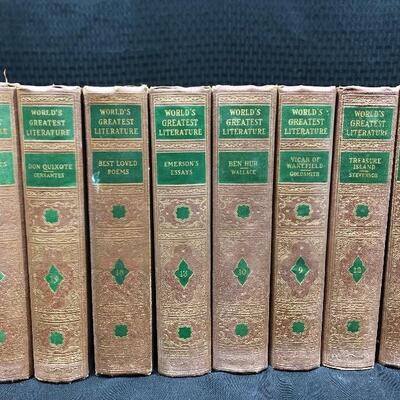 WORLD'S
GREATEST
LITERATURE
DON QUIXOTE
CERVANTES
WORLD'S
GREATEST
LITERATURE
BEST LOVED
POEMS
WORLD'S
GREATEST
LITERATURE
EMERSON'S
ESSAYS
13
WORLD'S
GREATEST
LITERATURE
BEN HUR
WALLACE
10
WORLD'S
GREATEST
LITERATURE
VICAR OF
WAKEFIELD
GOLDSMITH
9
WORLD'S
GREATEST
LITERATURE
TREASURE
ISLAND
STEVENSON
12